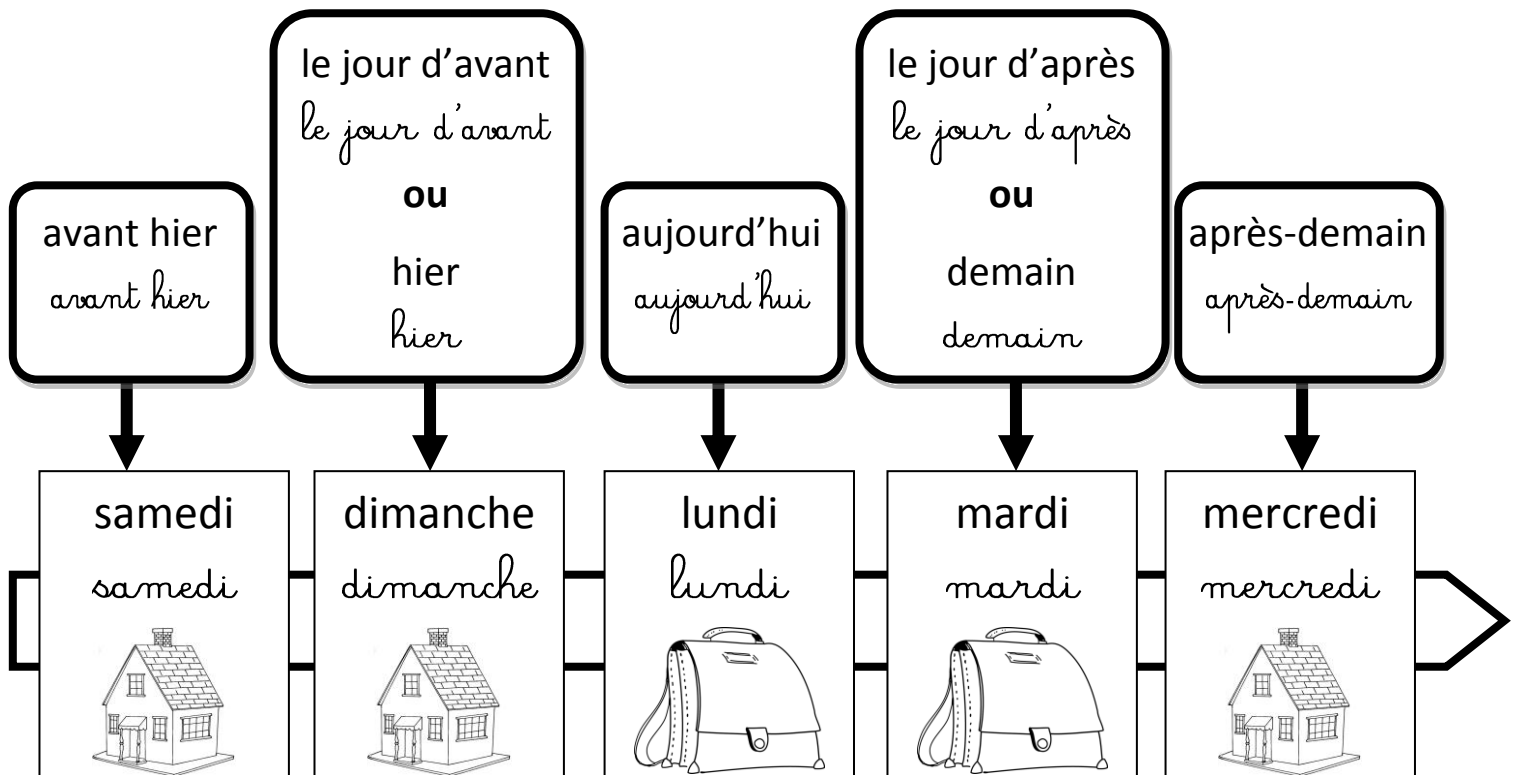 le jour d’avant
le jour d'avant
ou
hier
hier
le jour d’après
le jour d'après
ou
demain
demain
avant hier
avant hier
aujourd’hui
aujourd'hui
après-demain
après-demain
samedi
samedi
dimanche
dimanche
lundi
lundi
mardi
mardi
mercredi
mercredi